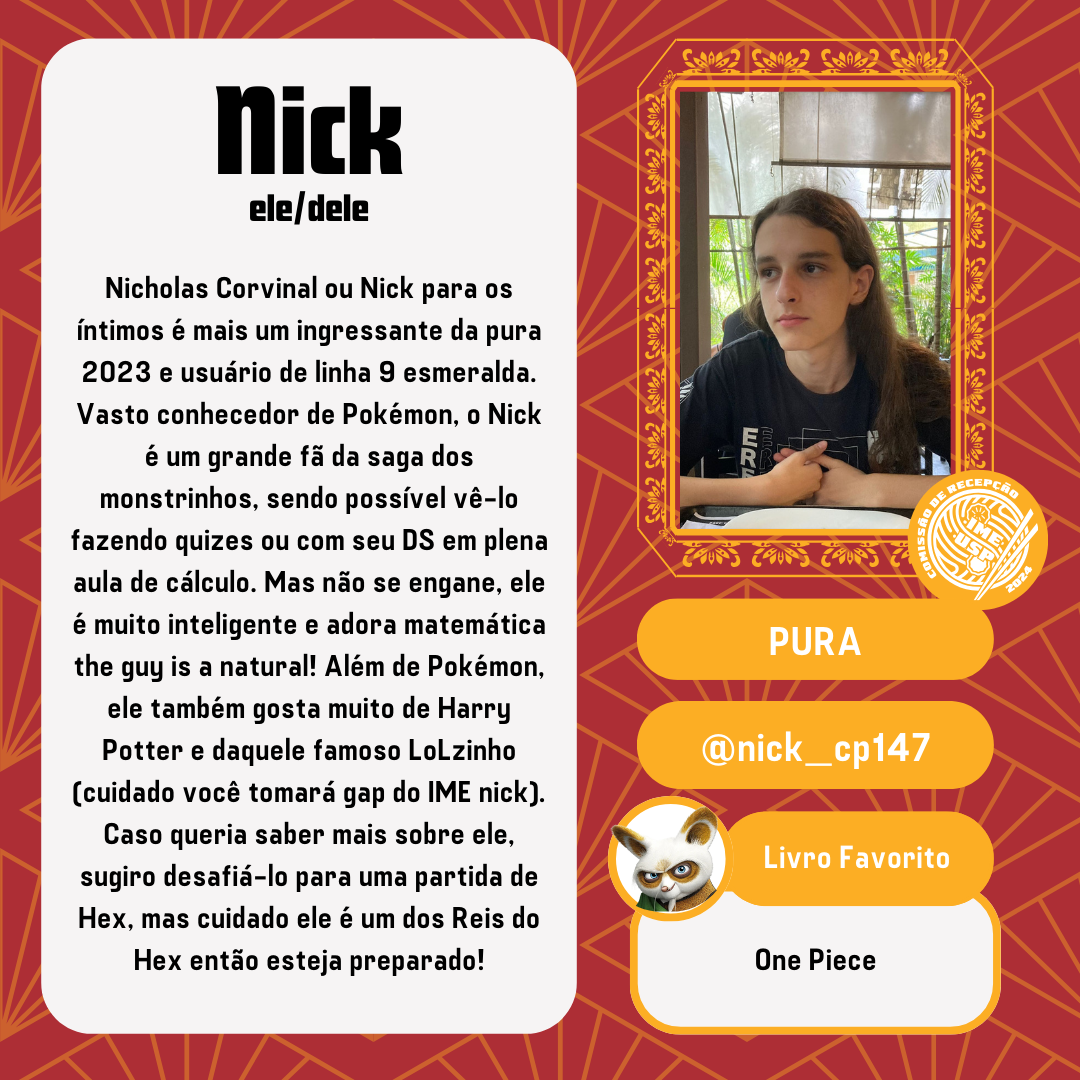 Nick
ele/dele
Nicholas Corvinal ou Nick para os
íntimos é mais um ingressante da pura
2023 e usuário de linha 9 esmeralda.
Vasto conhecedor de Pokémon, o Nick
é um grande fã da saga dos
monstrinhos, sendo possível vê-lo
fazendo quizes ou com seu DS em plena
aula de cálculo. Mas não se engane, ele
é muito inteligente e adora matemática
the guy is a natural! Além de Pokémon,
ele também gosta muito de Harry
Potter e daquele famoso LoLzinho
(cuidado você tomará gap do IME nick).
Caso queria saber mais sobre ele,
sugiro desafiá-lo para uma partida de
Hex, mas cuidado ele é um dos Reis do
Hex então esteja preparado!
COMISSÃO DE RECEPÇÃO
IME
USP
2024
PURA
@nick_cp147
Livro Favorito
One Piece